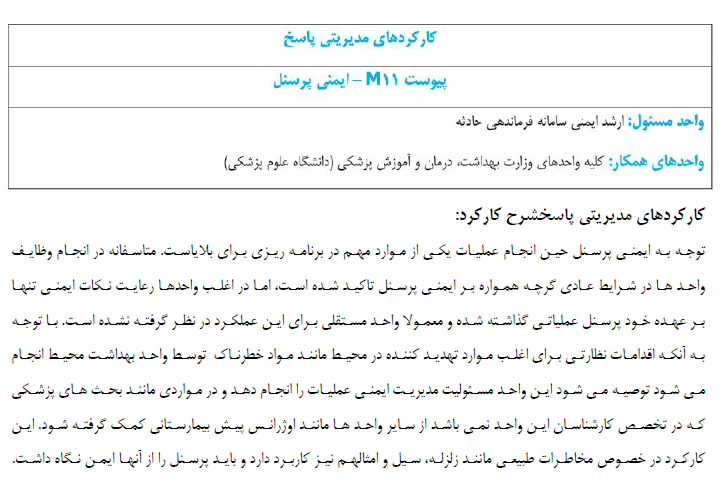 کارکردهای مدیریتی پاسخ
پیوست M۱۱ – ایمنی پرسنل
واحد مسئول: ارشد ایمنی سامانه فرماندهی حادثه
واحدهای همکار: کلیه واحدهای وزارت بهداشت، درمان و آموزش پزشکی (دانشگاه علوم پزشکی)
کارکردهای مدیریتی پاسخشرح کارکرد:
توجه به ایمنی پرسنل حین انجام عملیات یکی از موارد مهم در برنامه ریزی برای بلایاست. متاسفانه در انجام وظایف
واحد ها در شرایط عادی گرچه همواره بر ایمنی پرسنل تاکید شده است، اما در اغلب واحدها رعایت نکات ایمنی تنها
بر عهده خود پرسنل عملیاتی گذاشته شده و معمولا واحد مستقلی برای این عملکرد در نظر گرفته نشده است. با توجه
به آنکه اقدامات نظارتی برای اغلب موارد تهدید کننده در محیط مانند مواد خطرناک توسط واحد بهداشت محیط انجام
می شود توصیه می شود این واحد مسئولیت مدیریت ایمنی عملیات را انجام دهد و در مواردی مانند بحث های پزشکی
که در تخصص کارشناسان این واحد نمی باشد از سایر واحد ها مانند اوژرانس پیش بیمارستانی کمک گرفته شود. این
کارکرد در خصوص مخاطرات طبیعی مانند زلزله، سیل و امثالهم نیز کاربرد دارد و باید پرسنل را از آنها ایمن نگاه داشت.